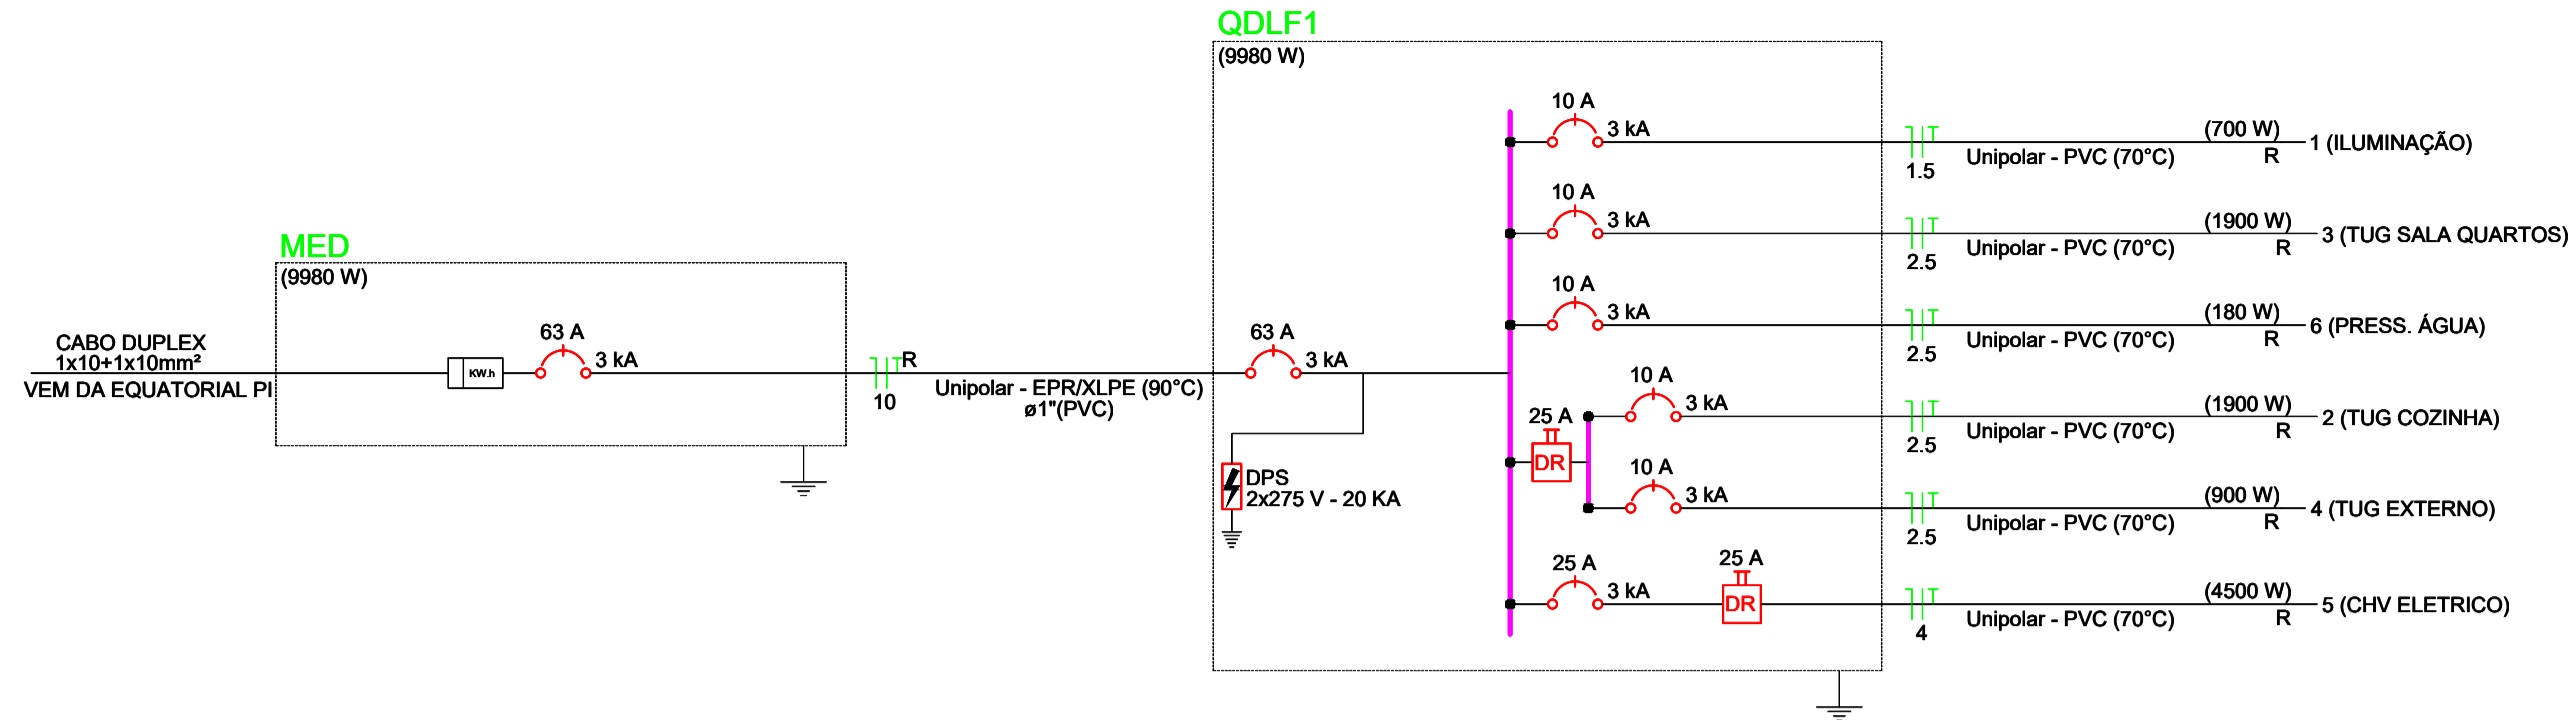 MED
(9980 W)
CABO DUPLEX
1x10+1x10mm²
VEM DA EQUATORIAL PI
KW.h
63 A
3 kA
R
10
Unipolar - EPR/XLPE (90°C)
ø1"(PVC)
QDLF1
(9980 W)
63 A
3 kA
DPS
2x275 V - 20 KA
10 A
3 kA
1.5
Unipolar - PVC (70°C)
(700 W)
R
1 (ILUMINAÇÃO)
10 A
3 kA
2.5
Unipolar - PVC (70°C)
(1900 W)
R
3 (TUG SALA QUARTOS)
10 A
3 kA
2.5
Unipolar - PVC (70°C)
(180 W)
R
6 (PRESS. ÁGUA)
25 A
DR
10 A
3 kA
2.5
Unipolar - PVC (70°C)
(1900 W)
R
2 (TUG COZINHA)
10 A
3 kA
2.5
Unipolar - PVC (70°C)
(900 W)
R
4 (TUG EXTERNO)
25 A
3 kA
25 A
DR
4
Unipolar - PVC (70°C)
(4500 W)
R
5 (CHV ELETRICO)